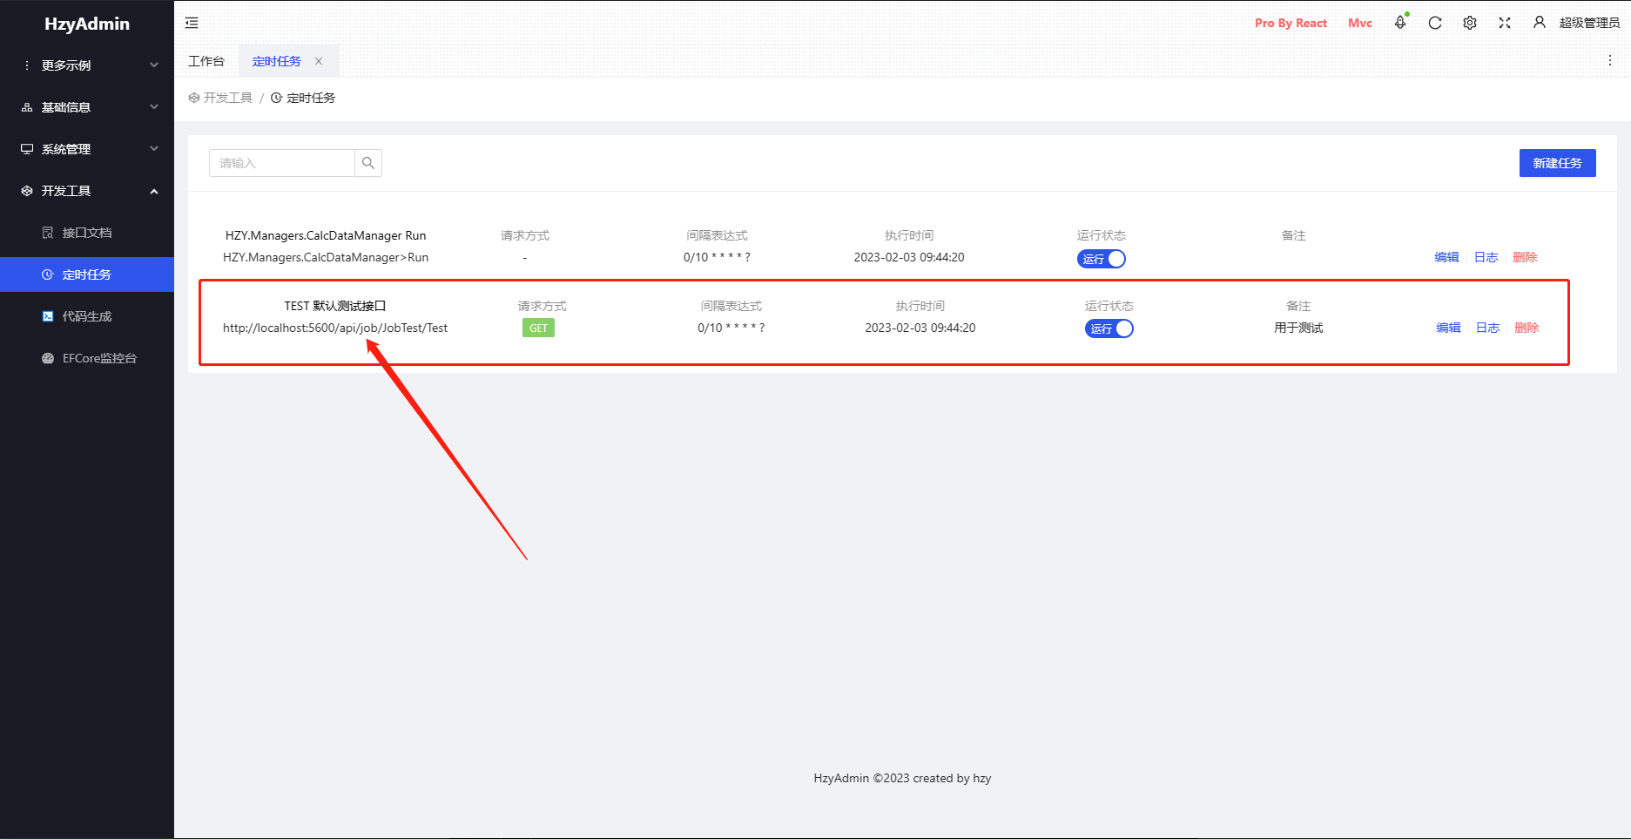 HzyAdmin
Pro By React Mvc 超级管理员
更多示例
工作台 定时任务
基础信息
开发工具 / 定时任务
系统管理
请输入
新建任务
开发工具
接口文档
定时任务
代码生成
EFCore监控台
HZY.Managers.CalcDataManager Run 请求方式 间隔表达式 执行时间 运行状态 备注
HZY.Managers.CalcDataManager>Run - 0/10 * * * * ? 2023-02-03 09:44:20 运行 编辑 日志 删除
TEST 默认测试接口 请求方式 间隔表达式 执行时间 运行状态 备注
http://localhost:5600/api/job/JobTest/Test GET 0/10 * * * * ? 2023-02-03 09:44:20 运行 用于测试 编辑 日志 删除
HzyAdmin ©2023 created by hzy